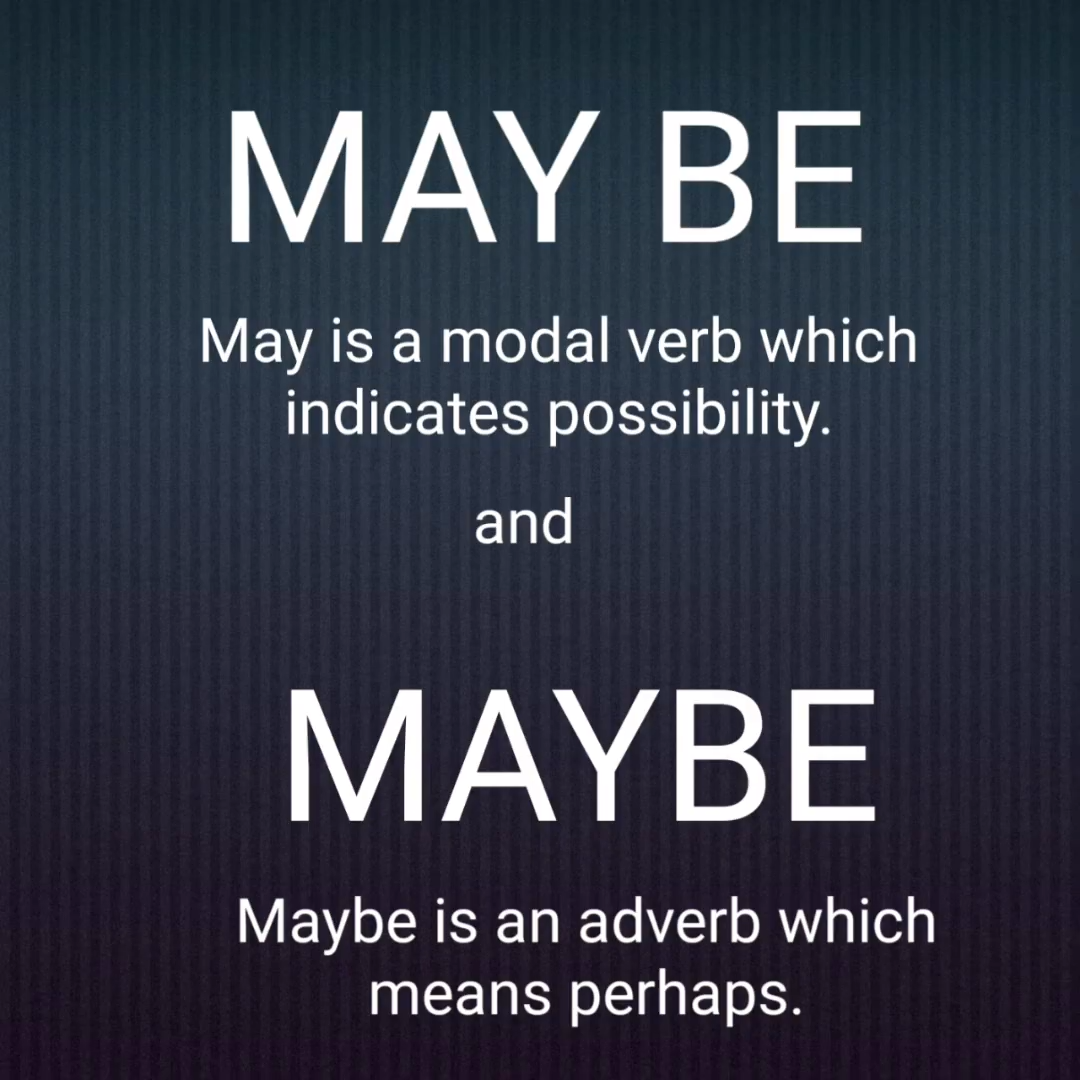 MAY BE
May is a modal verb which
indicates possibility.
and
MAYBE
Maybe is an adverb which
means perhaps.